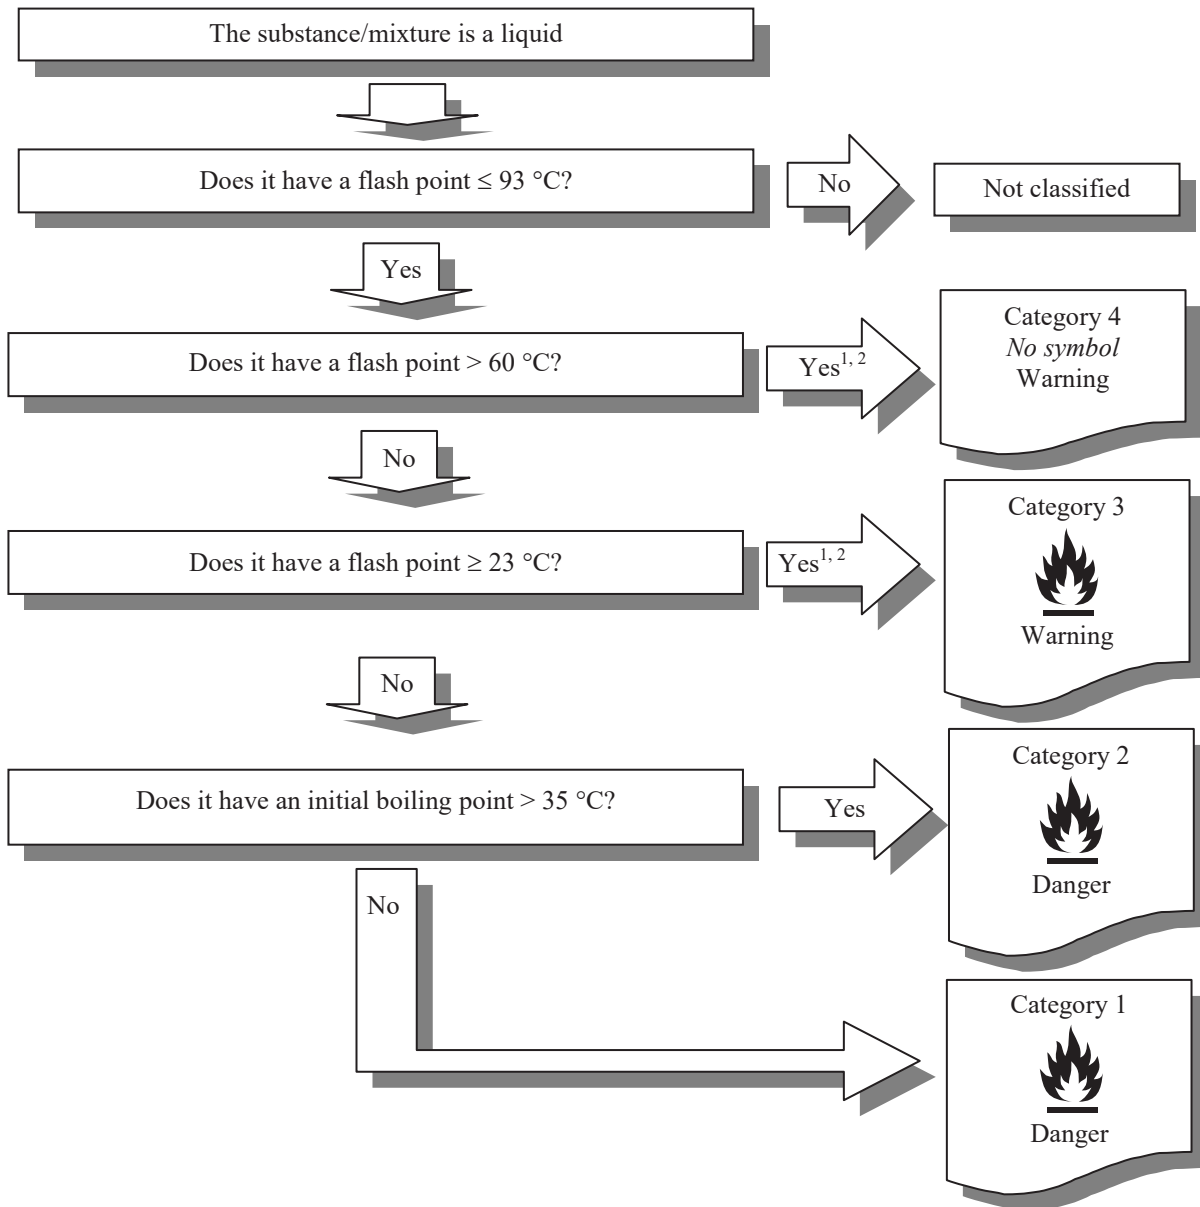 The substance/mixture is a liquid
Does it have a flash point ≤ 93 °C?
No
Not classified
Yes
Does it have a flash point > 60 °C?
Yes1, 2
Category 4
No symbol
Warning
No
Does it have a flash point ≥ 23 °C?
Yes1, 2
Category 3
Warning
No
Does it have an initial boiling point > 35 °C?
Yes
Category 2
Danger
No
Category 1
Danger